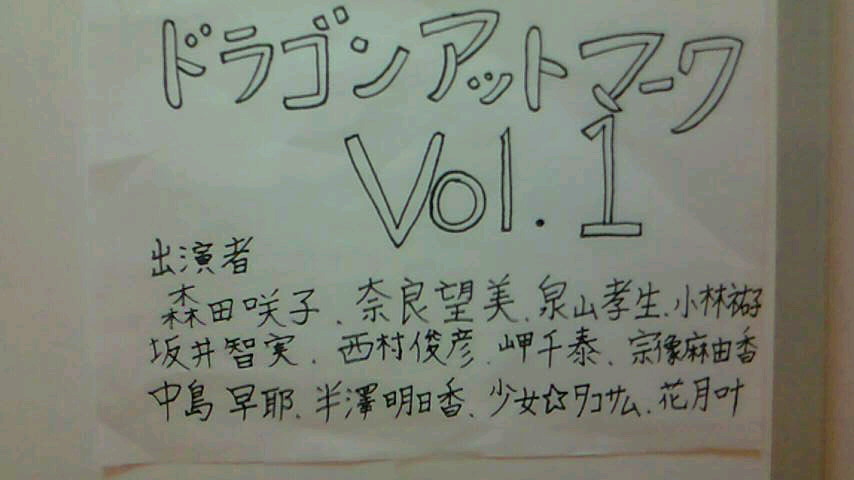 ドラゴンアットマーク
Vol.1
出演者
森田咲子、奈良望美、泉山孝生、小林祐子
坂井智実、西村俊彦、岬千泰、宗像麻由香
中島早耶、半澤明日香、少女☆タコサム、花月叶